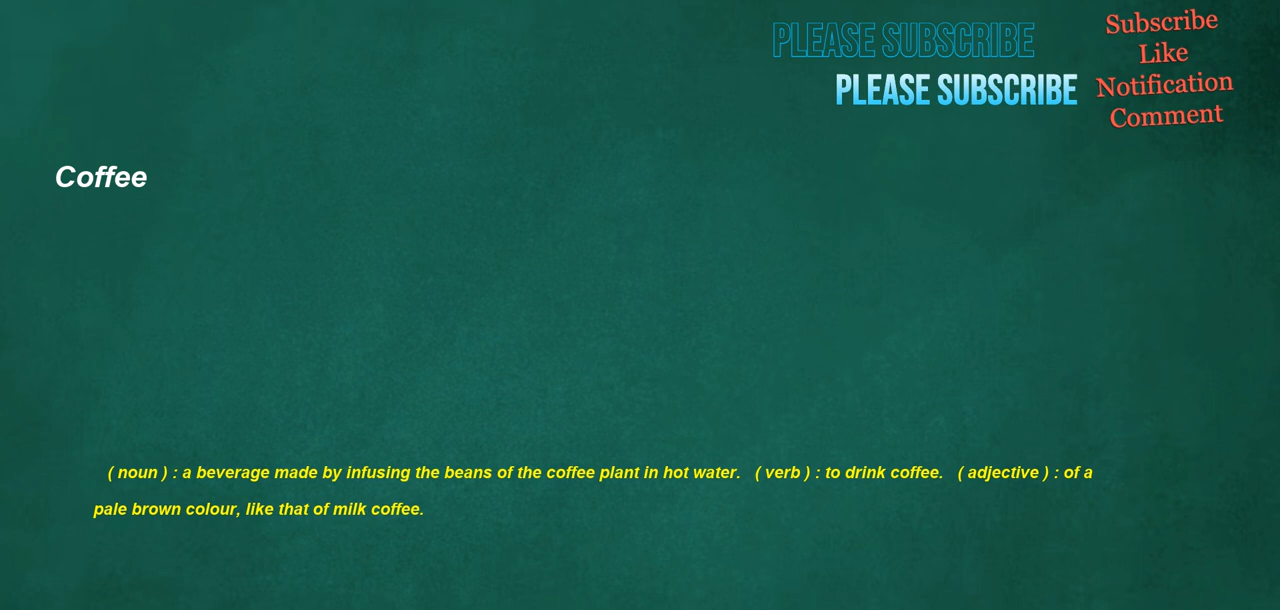 PLEASE SUBSCRIBE
PLEASE SUBSCRIBE
Subscribe
Like
Notification
Comment
Coffee
( noun ) : a beverage made by infusing the beans of the coffee plant in hot water. ( verb ) : to drink coffee. ( adjective ) : of a
pale brown colour, like that of milk coffee.